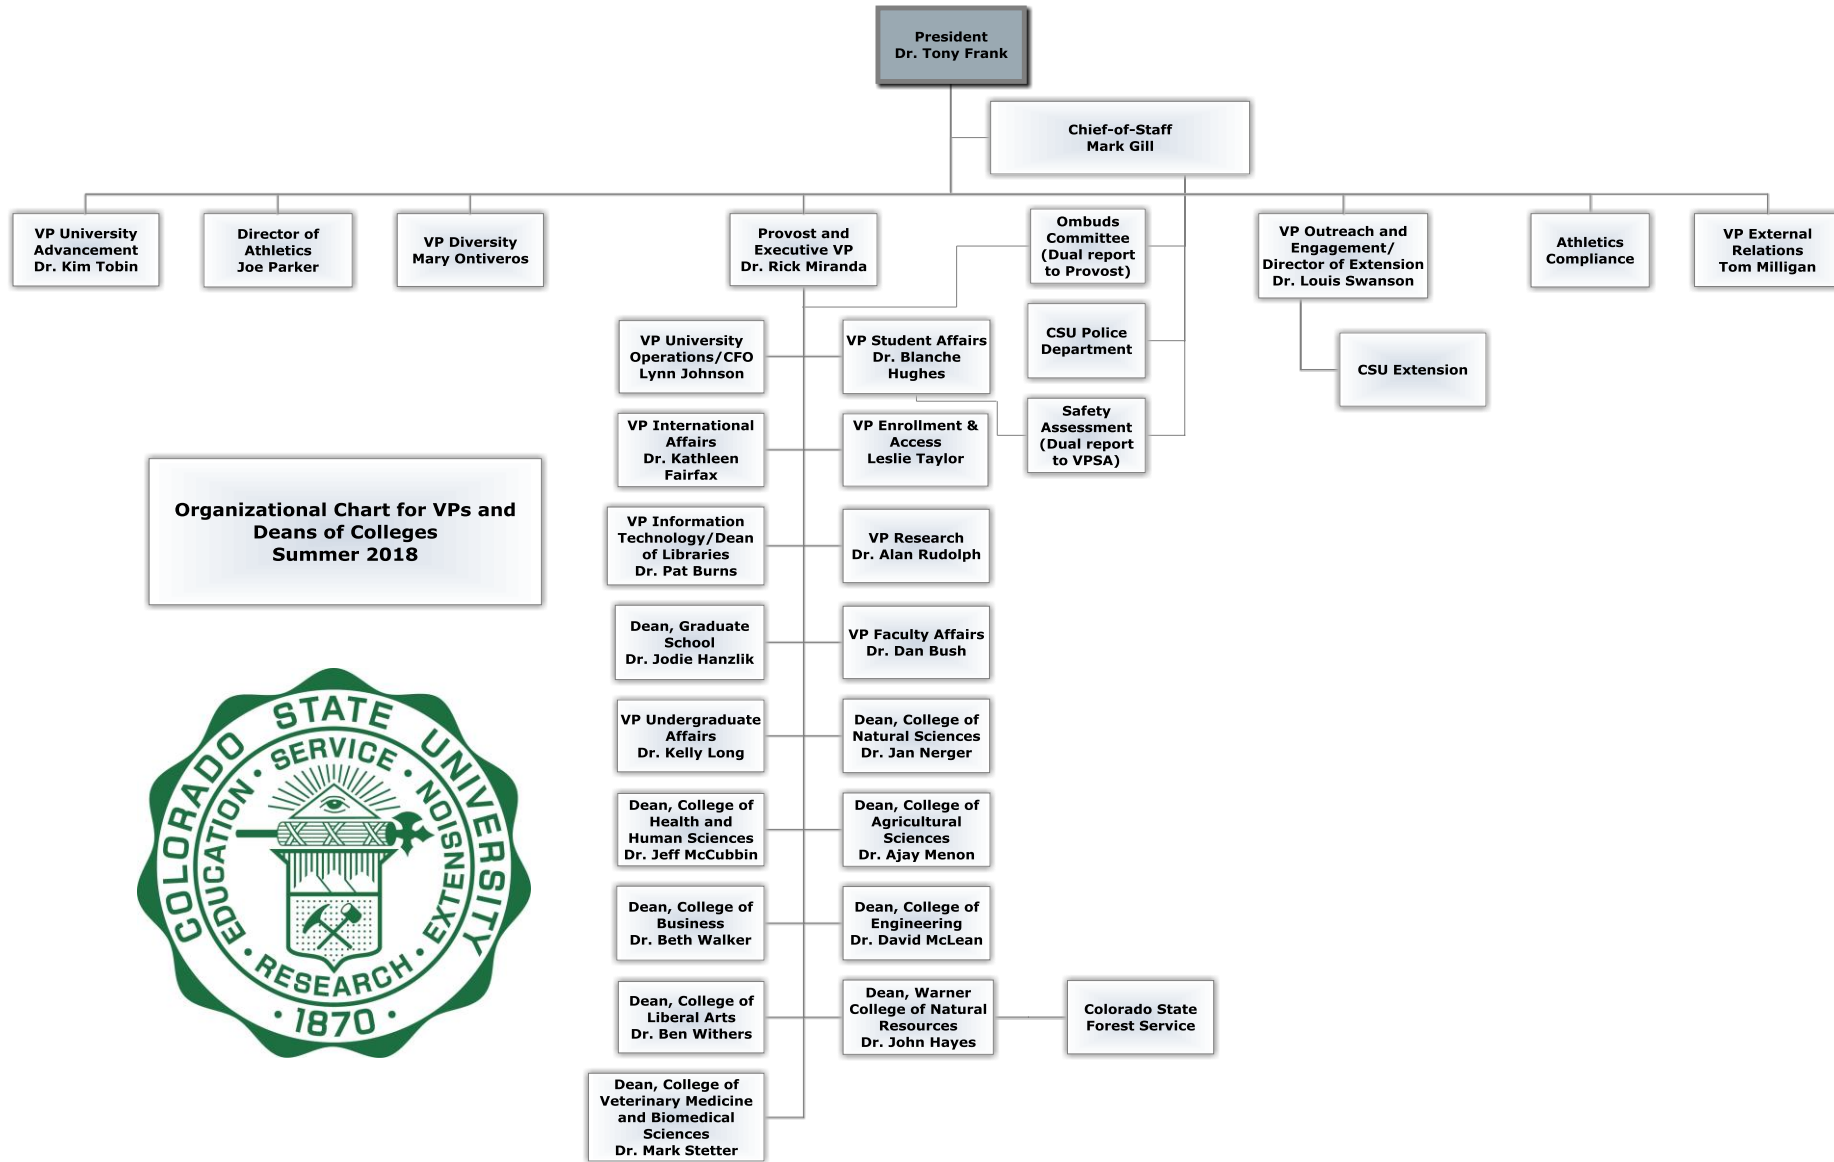 President
Dr. Tony Frank
Chief-of-Staff
Mark Gill
VP University
Advancement
Dr. Kim Tobin
Director of
Athletics
Joe Parker
VP Diversity
Mary Ontiveros
Provost and
Executive VP
Dr. Rick Miranda
Ombuds
Committee
(Dual report
to Provost)
VP Outreach and
Engagement/
Director of Extension
Dr. Louis Swanson
Athletics
Compliance
VP External
Relations
Tom Milligan
VP University
Operations/CFO
Lynn Johnson
VP Student Affairs
Dr. Blanche
Hughes
CSU Police
Department
CSU Extension
VP International
Affairs
Dr. Kathleen
Fairfax
VP Enrollment &
Access
Leslie Taylor
Safety
Assessment
(Dual report
to VPSA)
Organizational Chart for VPs and
Deans of Colleges
Summer 2018
VP Information
Technology/Dean
of Libraries
Dr. Pat Burns
VP Research
Dr. Alan Rudolph
Dean, Graduate
School
Dr. Jodie Hanzlik
VP Faculty Affairs
Dr. Dan Bush
VP Undergraduate
Affairs
Dr. Kelly Long
Dean, College of
Natural Sciences
Dr. Jan Nerger
Dean, College of
Health and
Human Sciences
Dr. Jeff McCubbin
Dean, College of
Agricultural
Sciences
Dr. Ajay Menon
Dean, College of
Business
Dr. Beth Walker
Dean, College of
Engineering
Dr. David McLean
Dean, College of
Liberal Arts
Dr. Ben Withers
Dean, Warner
College of Natural
Resources
Dr. John Hayes
Colorado State
Forest Service
Dean, College of
Veterinary Medicine
and Biomedical
Sciences
Dr. Mark Stetter
COLORADO STATE UNIVERSITY
EDUCATION • SERVICE • EXTENSION
• RESEARCH •
• 1870 •